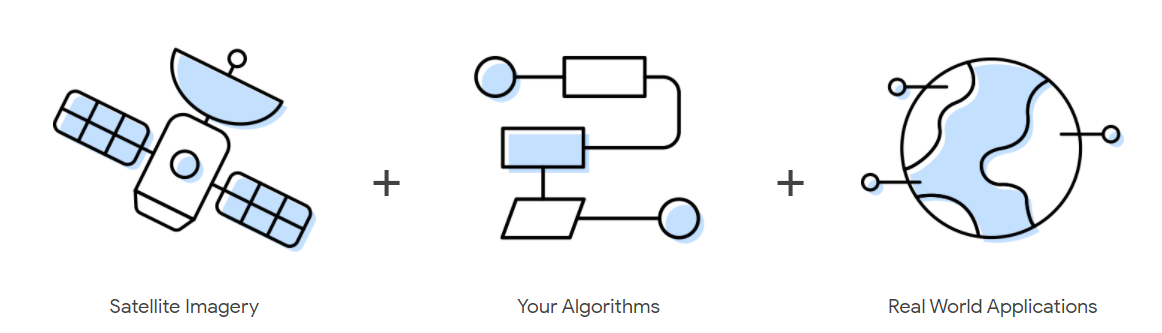 +
+
Satellite Imagery
Your Algorithms
Real World Applications